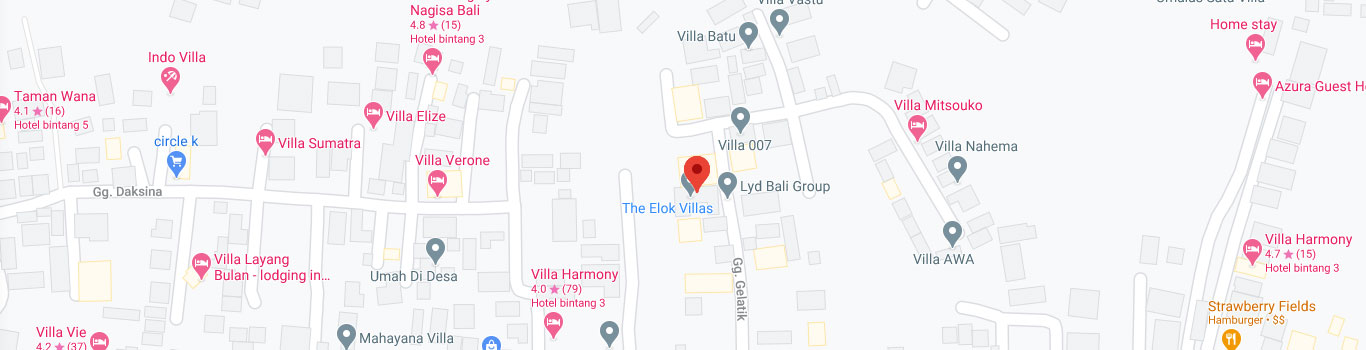 Nagisa Bali
4.8 ★ (15)
Hotel bintang 3
Indo Villa
Taman Wana
4.1 ★ (16)
Hotel bintang 5
circle k
Villa Sumatra
Villa Elize
Villa Verone
Gg. Daksina
Villa Layang
Bulan - lodging in...
Umah Di Desa
Villa Vie
4.2 ★ (37)
Mahayana Villa
Villa Harmony
4.0 ★ (79)
Hotel bintang 3
Villa Vastu
Villa Batu
Villa 007
Lyd Bali Group
The Elok Villas
Gg. Gelatik
Villa Mitsouko
Villa Nahema
Villa AWA
Home stay
Azura Guest Ho
Villa Harmony
4.7 ★ (15)
Hotel bintang 3
Strawberry Fields
Hamburger • $$